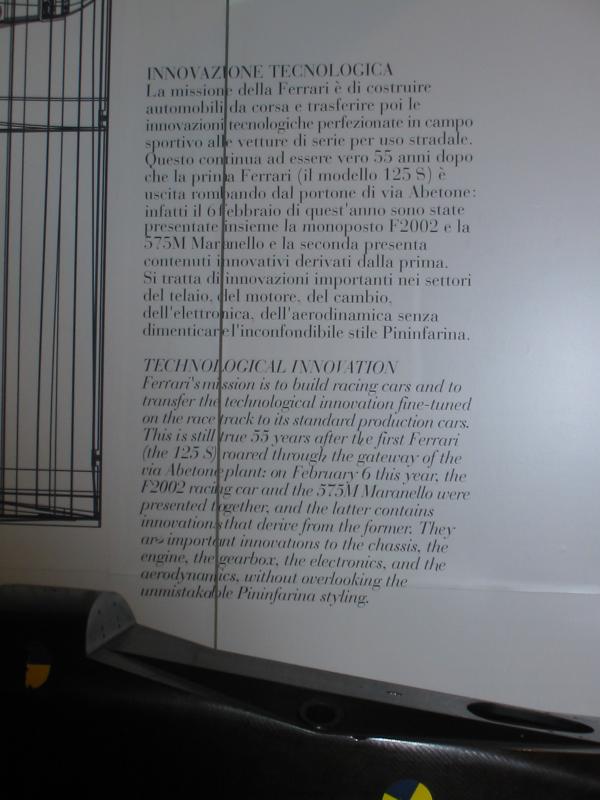 INNOVAZIONE TECNOLOGICA
La missione della Ferrari è di costruire
automobili da corsa e trasferire poi le
innovazioni tecnologiche perfezionate in campo
sportivo alle vetture di serie per uso stradale.
Questo continua ad essere vero 55 anni dopo
che la prima Ferrari (il modello 125 S) è
uscita rombando dal portone di via Abetone:
infatti il 6 febbraio di quest'anno sono state
presentate insieme la monoposto F2002 e la
575M Maranello e la seconda presenta
contenuti innovativi derivati dalla prima.
Si tratta di innovazioni importanti nei settori
del telaio, del motore, del cambio,
dell'elettronica, dell'aerodinamica senza
dimenticare l'inconfondibile stile Pininfarina.
TECHNOLOGICAL INNOVATION
Ferrari's mission is to build racing cars and to
transfer the technological innovation fine-tuned
on the race track to its standard production cars.
This is still true 55 years after the first Ferrari
(the 125 S) roared through the gateway of the
via Abetone plant: on February 6 this year, the
F2002 racing car and the 575M Maranello were
presented together, and the latter contains
innovations that derive from the former. They
are important innovations to the chassis, the
engine, the gearbox, the electronics, and the
aerodynamics, without overlooking the
unmistakable Pininfarina styling.